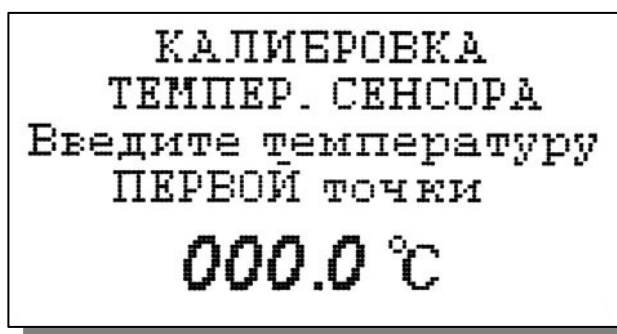 КАЛИБРОВКА
ТЕМПЕР. СЕНСОРА
Введите температуру
ПЕРВОЙ точки
000.0 °C